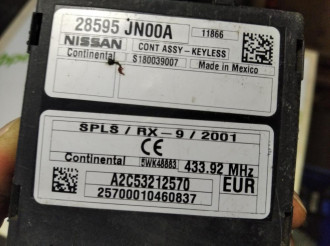 28595 JN00A 11866
NISSAN CONT ASSY-KEYLESS
Continental S180039007 Made in Mexico
SPLS / RX-9 / 2001
CE
Continental 5WK48883 433.92 MHz
A2C53212570 EUR
25700010460837